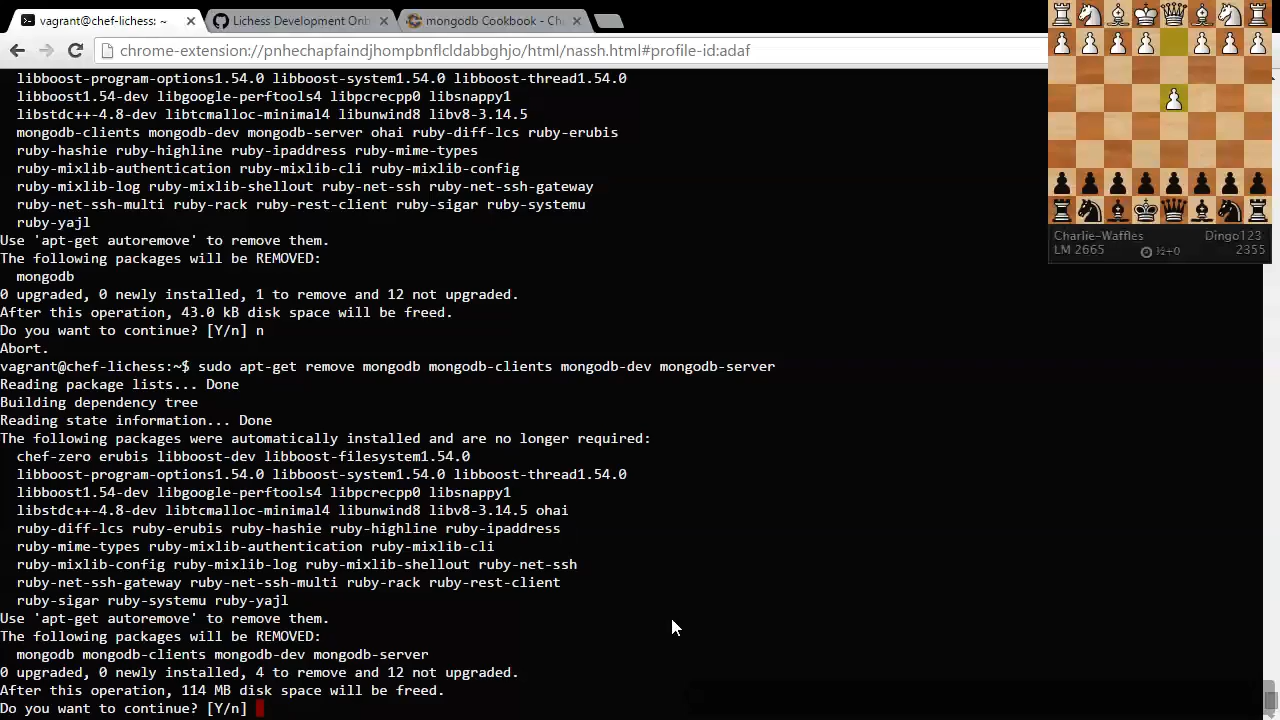 vagrant@chef-lichess: ~
Lichess Development Onb
mongodb Cookbook - Ch
chrome-extension://pnhechapfaindjhompbnflcldabbghjo/html/nassh.html#profile-id:adaf
libboost-program-options1.54.0 libboost-system1.54.0 libboost-thread1.54.0
libboost1.54-dev libgoogle-perftools4 libpcrecpp0 libsnappy1
libstdc++-4.8-dev libtcmalloc-minimal4 libunwind8 libv8-3.14.5
mongodb-clients mongodb-dev mongodb-server ohai ruby-diff-lcs ruby-erubis
ruby-hashie ruby-highline ruby-ipaddress ruby-mime-types
ruby-mixlib-authentication ruby-mixlib-cli ruby-mixlib-config
ruby-mixlib-log ruby-mixlib-shellout ruby-net-ssh ruby-net-ssh-gateway
ruby-net-ssh-multi ruby-rack ruby-rest-client ruby-sigar ruby-systemu
ruby-yajl
Use 'apt-get autoremove' to remove them.
The following packages will be REMOVED:
mongodb
0 upgraded, 0 newly installed, 1 to remove and 12 not upgraded.
After this operation, 43.0 kB disk space will be freed.
Do you want to continue? [Y/n] n
Abort.
vagrant@chef-lichess:~$ sudo apt-get remove mongodb mongodb-clients mongodb-dev mongodb-server
Reading package lists... Done
Building dependency tree
Reading state information... Done
The following packages were automatically installed and are no longer required:
chef-zero erubis libboost-dev libboost-filesystem1.54.0
libboost-program-options1.54.0 libboost-system1.54.0 libboost-thread1.54.0
libboost1.54-dev libgoogle-perftools4 libpcrecpp0 libsnappy1
libstdc++-4.8-dev libtcmalloc-minimal4 libunwind8 libv8-3.14.5 ohai
ruby-diff-lcs ruby-erubis ruby-hashie ruby-highline ruby-ipaddress
ruby-mime-types ruby-mixlib-authentication ruby-mixlib-cli
ruby-mixlib-config ruby-mixlib-log ruby-mixlib-shellout ruby-net-ssh
ruby-net-ssh-gateway ruby-net-ssh-multi ruby-rack ruby-rest-client
ruby-sigar ruby-systemu ruby-yajl
Use 'apt-get autoremove' to remove them.
The following packages will be REMOVED:
mongodb mongodb-clients mongodb-dev mongodb-server
0 upgraded, 0 newly installed, 4 to remove and 12 not upgraded.
After this operation, 114 MB disk space will be freed.
Do you want to continue? [Y/n]
Charlie-Waffles Dingo123
LM 2665 ½+0 2355